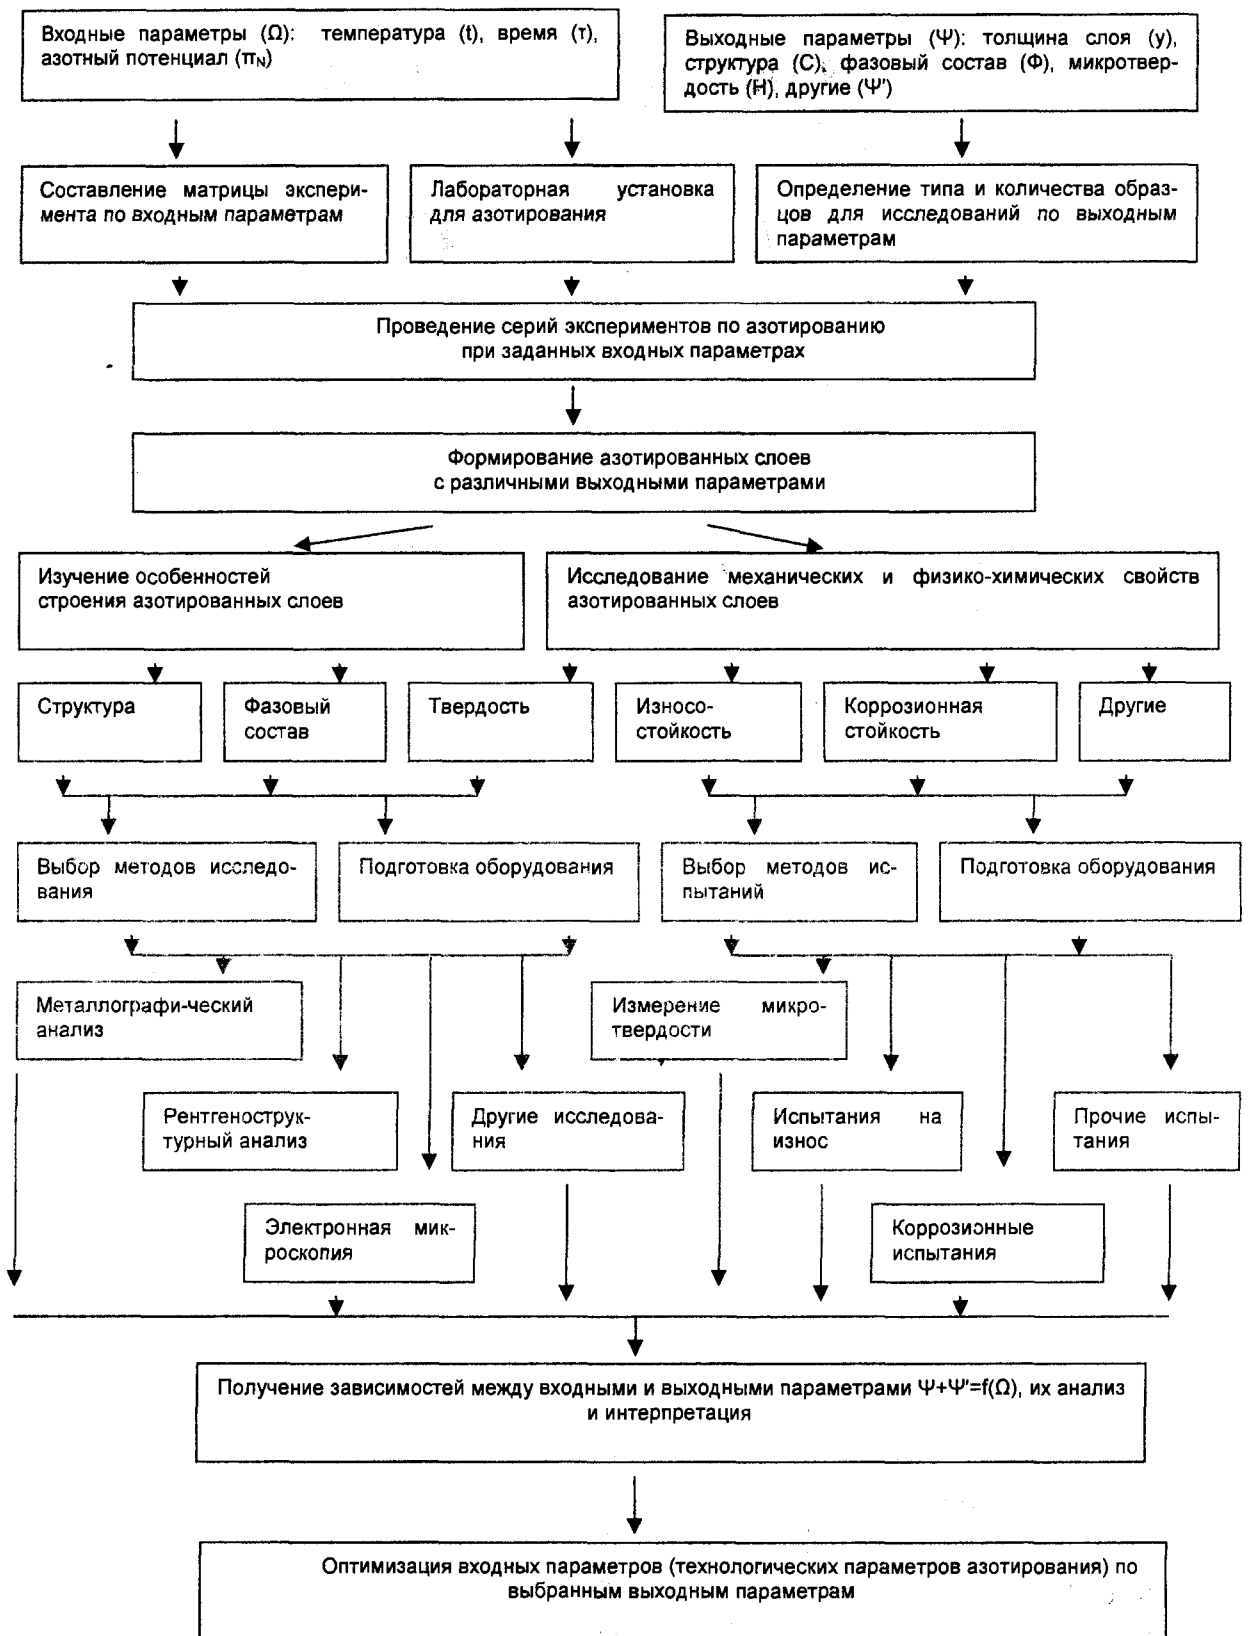 Входные параметры (Ω): температура (t), время (τ),
азотный потенциал (πN)
Выходные параметры (Ψ): толщина слоя (у),
структура (С), фазовый состав (Ф), микротвер-
дость (Н), другие (Ψ')
Составление матрицы экспери-
мента по входным параметрам
Лабораторная установка
для азотирования
Определение типа и количества образ-
цов для исследований по выходным
параметрам
Проведение серий экспериментов по азотированию
при заданных входных параметрах
Формирование азотированных слоев
с различными выходными параметрами
Изучение особенностей
строения азотированных слоев
Исследование механических и физико-химических свойств
азотированных слоев
Структура
Фазовый
состав
Твердость
Износо-
стойкость
Коррозионная
стойкость
Другие
Выбор методов исследо-
вания
Подготовка оборудования
Выбор методов ис-
пытаний
Подготовка оборудования
Металлографи-ческий
анализ
Измерение микро-
твердости
Рентгенострук-
турный анализ
Другие исследова-
ния
Испытания на
износ
Прочие испы-
тания
Электронная мик-
роскопия
Коррозионные
испытания
Получение зависимостей между входными и выходными параметрами Ψ+Ψ'=f(Ω), их анализ
и интерпретация
Оптимизация входных параметров (технологических параметров азотирования) по
выбранным выходным параметрам